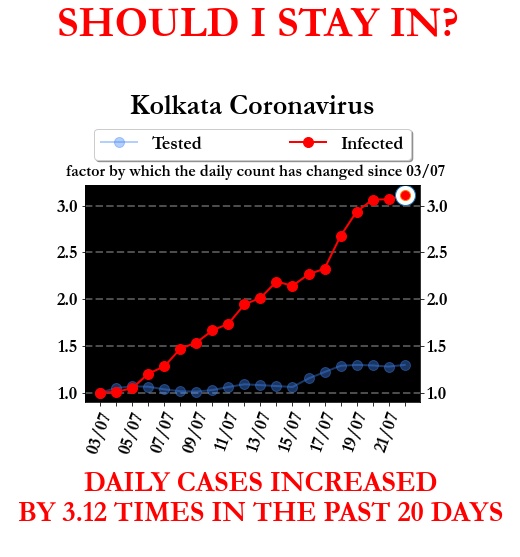 SHOULD I STAY IN?
Kolkata Coronavirus
Tested Infected
factor by which the daily count has changed since 03/07
3.0 3.0
2.5 2.5
2.0 2.0
1.5 1.5
1.0 1.0
03/07 05/07 07/07 09/07 11/07 13/07 15/07 17/07 19/07 21/07
DAILY CASES INCREASED
BY 3.12 TIMES IN THE PAST 20 DAYS